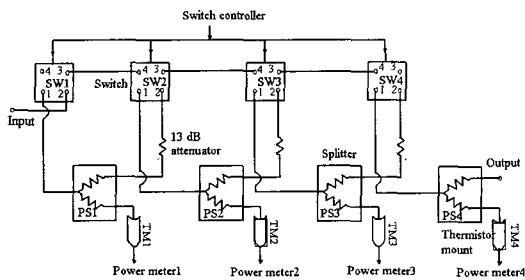 Switch controller
4 3
SW1
1 2
4 3
SW2
1 2
4 3
SW3
1 2
4 3
SW4
1 2
Switch
Input
13 dB
attenuator
Splitter
Output
PS1
PS2
PS3
PS4
TM1
TM2
TM3
TM4
Thermistor
mount
Power meter1
Power meter2
Power meter3
Power meter4